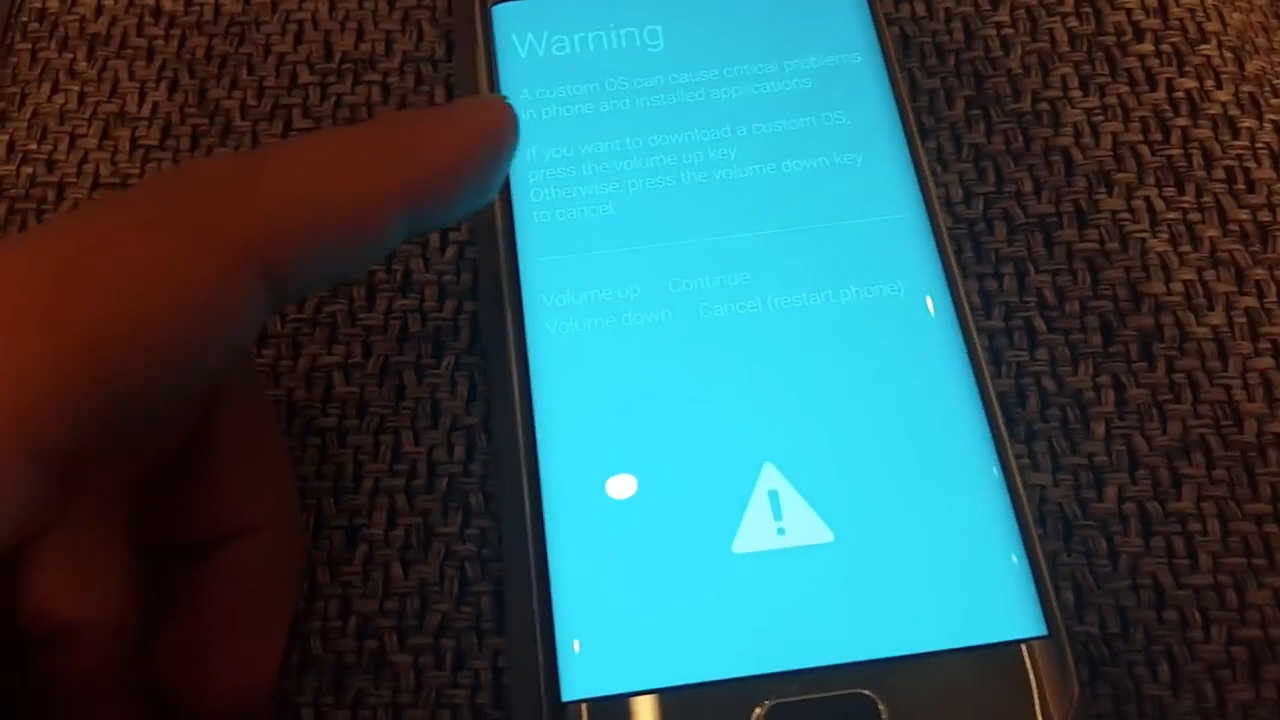 Warning
A custom OS can cause critical problems
in phone and installed applications
If you want to download a custom OS,
press the volume up key.
Otherwise, press the volume down key
to cancel.
Volume up Continue
Volume down Cancel (restart phone)